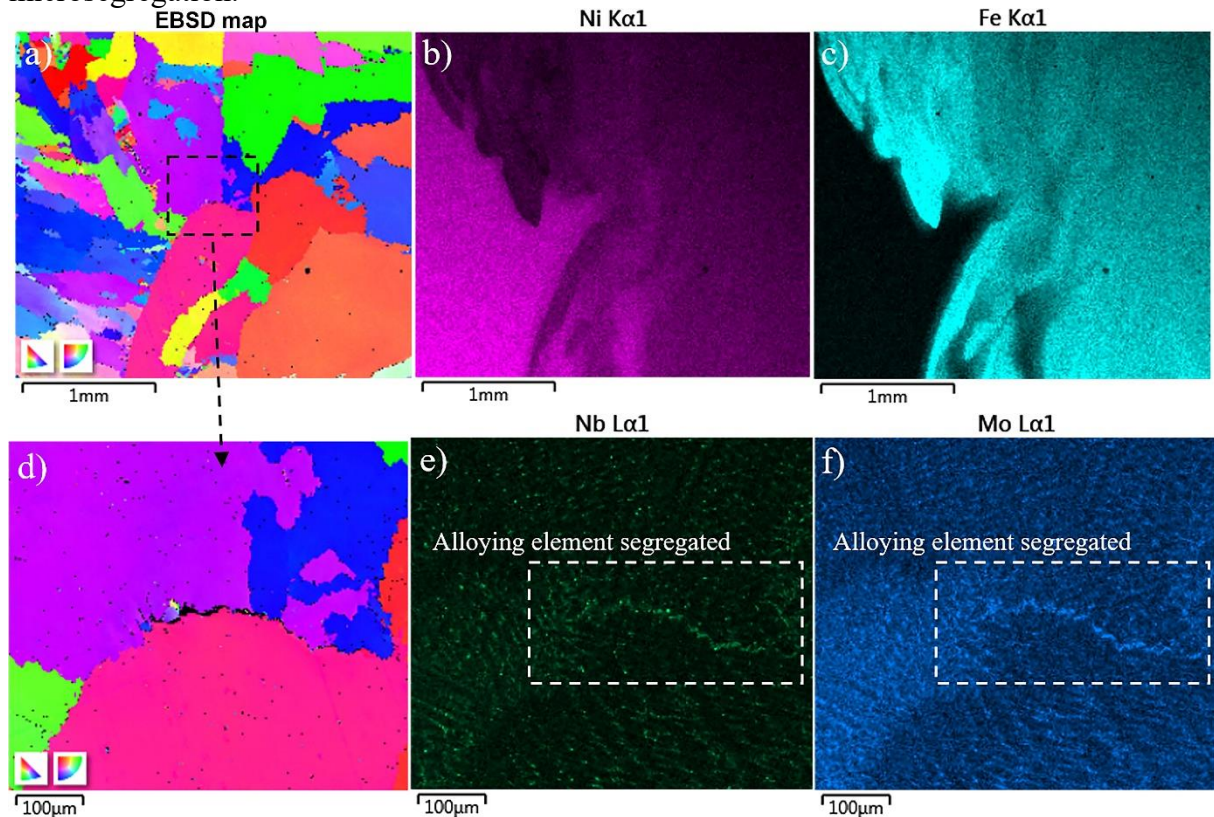 microsegregation.
EBSD map
Ni Kα1
Fe Kα1
a)
b)
c)
1mm
1mm
1mm
Nb Lα1
Mo Lα1
d)
e)
f)
Alloying element segregated
Alloying element segregated
100μm
100μm
100μm